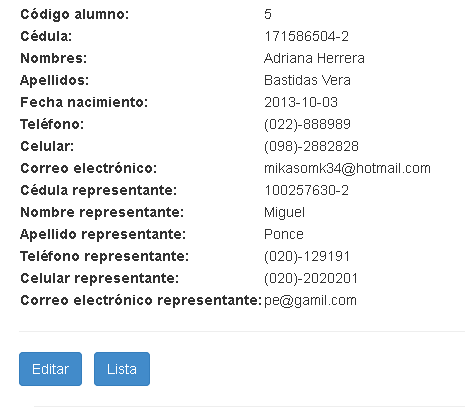 Código alumno: 5
Cédula: 171586504-2
Nombres: Adriana Herrera
Apellidos: Bastidas Vera
Fecha nacimiento: 2013-10-03
Teléfono: (022)-888989
Celular: (098)-2882828
Correo electrónico: mikasomk34@hotmail.com
Cédula representante: 100257630-2
Nombre representante: Miguel
Apellido representante: Ponce
Teléfono representante: (020)-129191
Celular representante: (020)-2020201
Correo electrónico representante: pe@gamil.com
Editar Lista